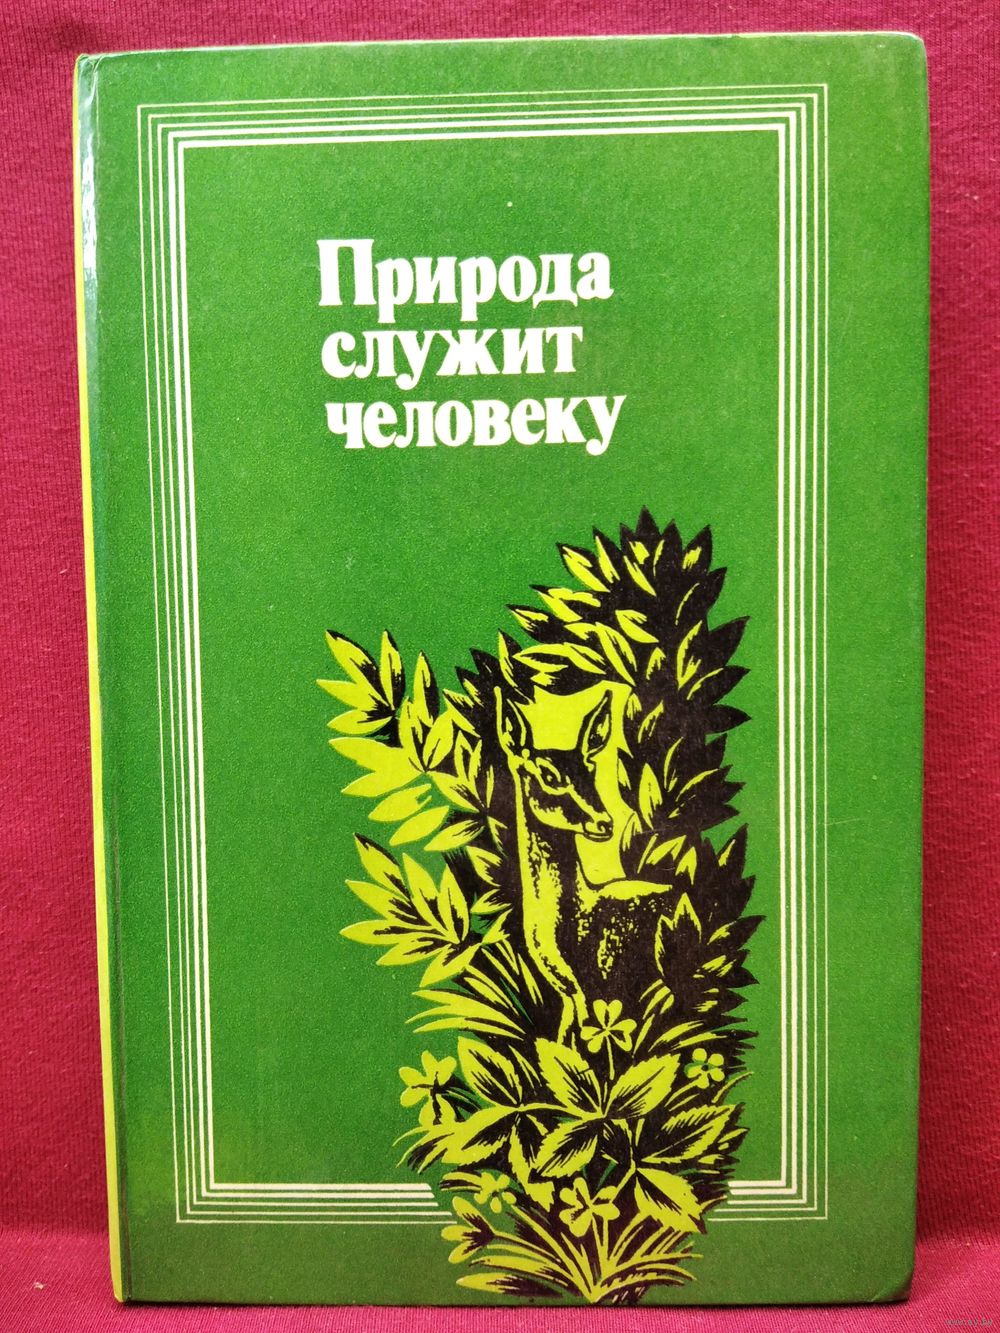 Природа
служит
человеку